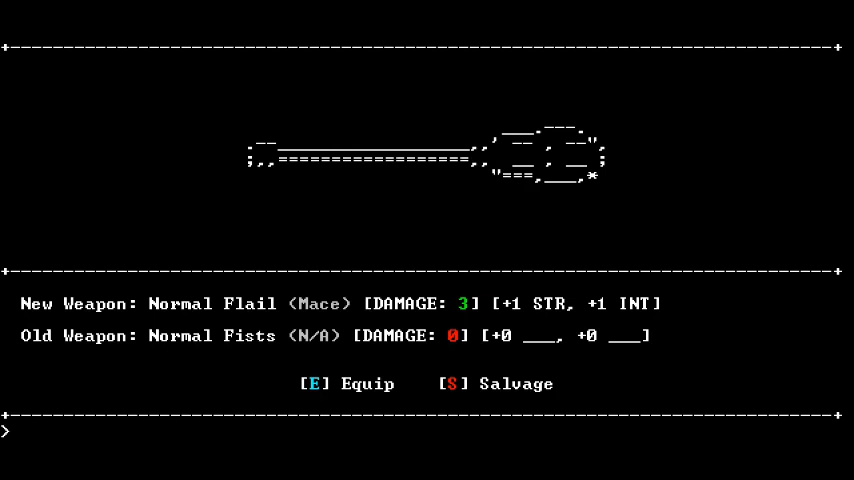 New Weapon: Normal Flail (Mace) [DAMAGE: 3] [+1 STR, +1 INT]
Old Weapon: Normal Fists (N/A) [DAMAGE: 0] [+0 ___, +0 ___]
[E] Equip [S] Salvage
>